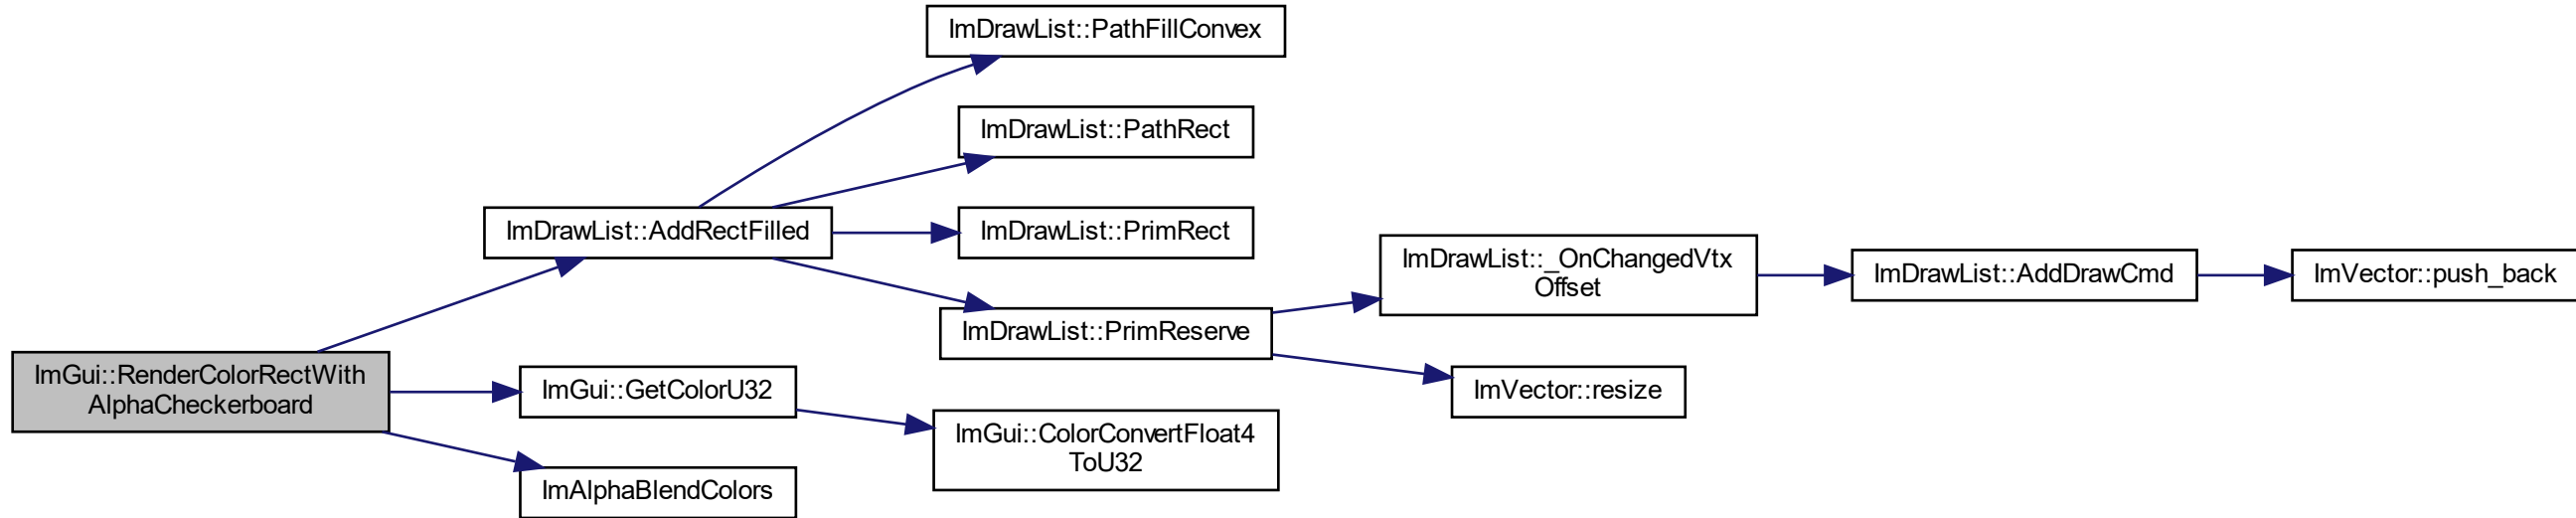 ImDrawList::PathFillConvex
ImDrawList::PathRect
ImDrawList::AddRectFilled
ImDrawList::PrimRect
ImDrawList::_OnChangedVtx
Offset
ImDrawList::AddDrawCmd
ImVector::push_back
ImDrawList::PrimReserve
ImGui::RenderColorRectWith
AlphaCheckerboard
ImGui::GetColorU32
ImVector::resize
ImGui::ColorConvertFloat4
ToU32
ImAlphaBlendColors